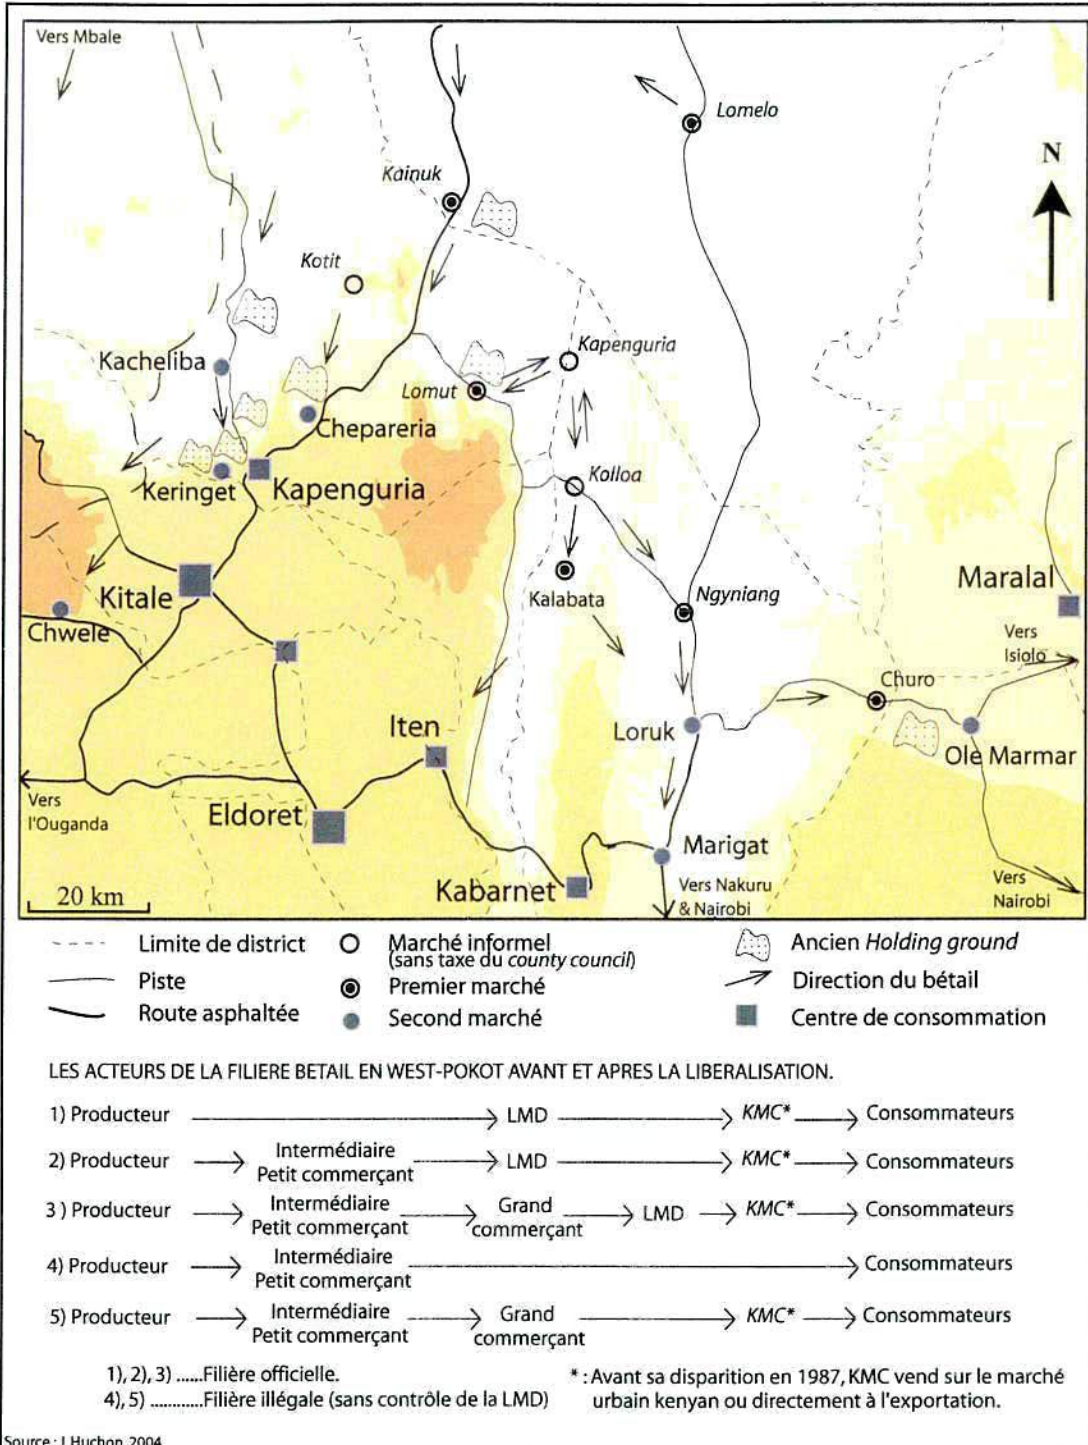 Vers Mbale
Lomelo
N
Kainuk
Kotit
Kacheliba
Kapenguria
Lomut
Chepareria
Keringet
Kapenguria
Kolloa
Kitale
Kalabata
Ngyniang
Maralal
Chwele
Vers
Isiolo
Churo
Iten
Loruk
Ole Marmar
Vers
l'Ouganda
Eldoret
Marigat
Kabarnet
Vers Nakuru
& Nairobi
Vers
Nairobi
20 km
Limite de district
Piste
Route asphaltée
Marché informel
(sans taxe du county council)
Premier marché
Second marché
Ancien Holding ground
Direction du bétail
Centre de consommation
LES ACTEURS DE LA FILIERE BETAIL EN WEST-POKOT AVANT ET APRES LA LIBERALISATION.
1) Producteur LMD KMC* Consommateurs
2) Producteur Intermédiaire Petit commerçant LMD KMC* Consommateurs
3 ) Producteur Intermédiaire Petit commerçant Grand commerçant LMD KMC* Consommateurs
4) Producteur Intermédiaire Petit commerçant Consommateurs
5) Producteur Intermédiaire Petit commerçant Grand commerçant KMC* Consommateurs
1), 2), 3) ......Filière officielle.
4), 5) ............Filière illégale (sans contrôle de la LMD)
* : Avant sa disparition en 1987, KMC vend sur le marché
urbain kenyan ou directement à l'exportation.
Source : J. Huchon, 2004